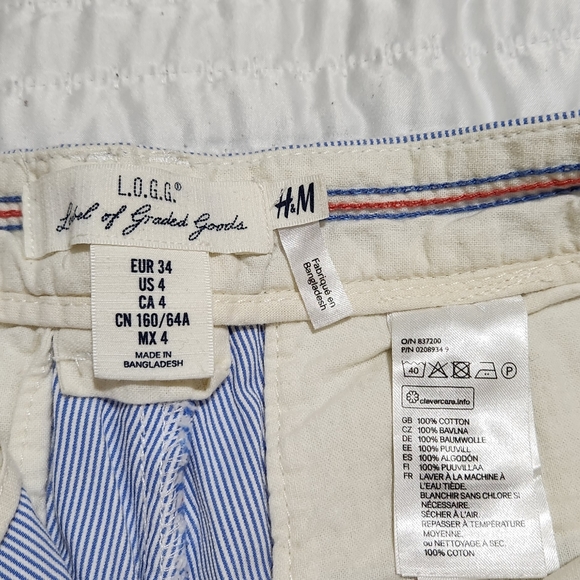 L.O.G.G.®
Label of Graded Goods
H&M
EUR 34
US 4
CA 4
CN 160/64A
MX 4
MADE IN
BANGLADESH
Fabriqué en
Bangladesh
O/N 837200
P/N 0208934 9
40
P
clevercare.info
GB 100% COTTON
CZ 100% BAVLNA
DE 100% BAUMWOLLE
EE 100% PUUVILL
ES 100% ALGODÓN
FI 100% PUUVILLAA
FR LAVER À LA MACHINE À
L'EAU TIÈDE.
BLANCHIR SANS CHLORE SI
NÉCESSAIRE.
SÉCHER À L'AIR.
REPASSER À TEMPÉRATURE
MOYENNE.
ou NETTOYAGE À SEC.
100% COTON